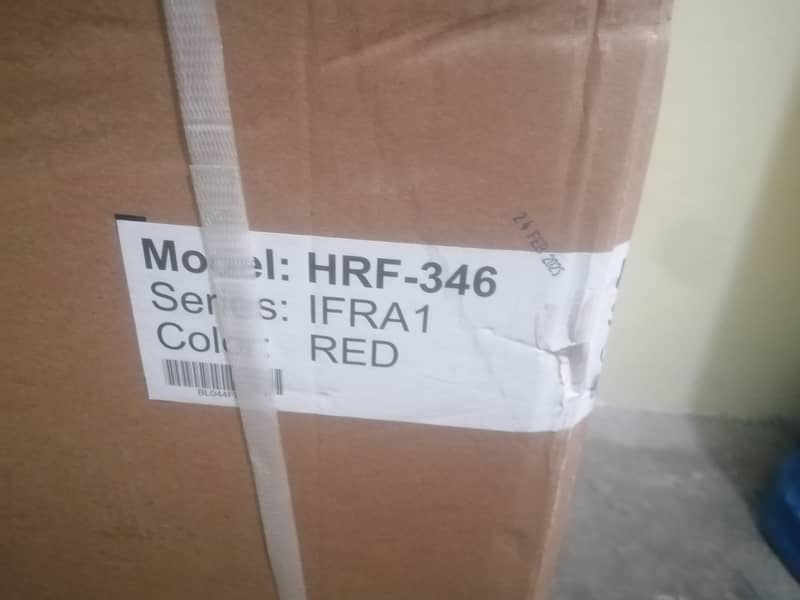 24 FEB 2025
Model: HRF-346
Series: IFRA1
Color: RED